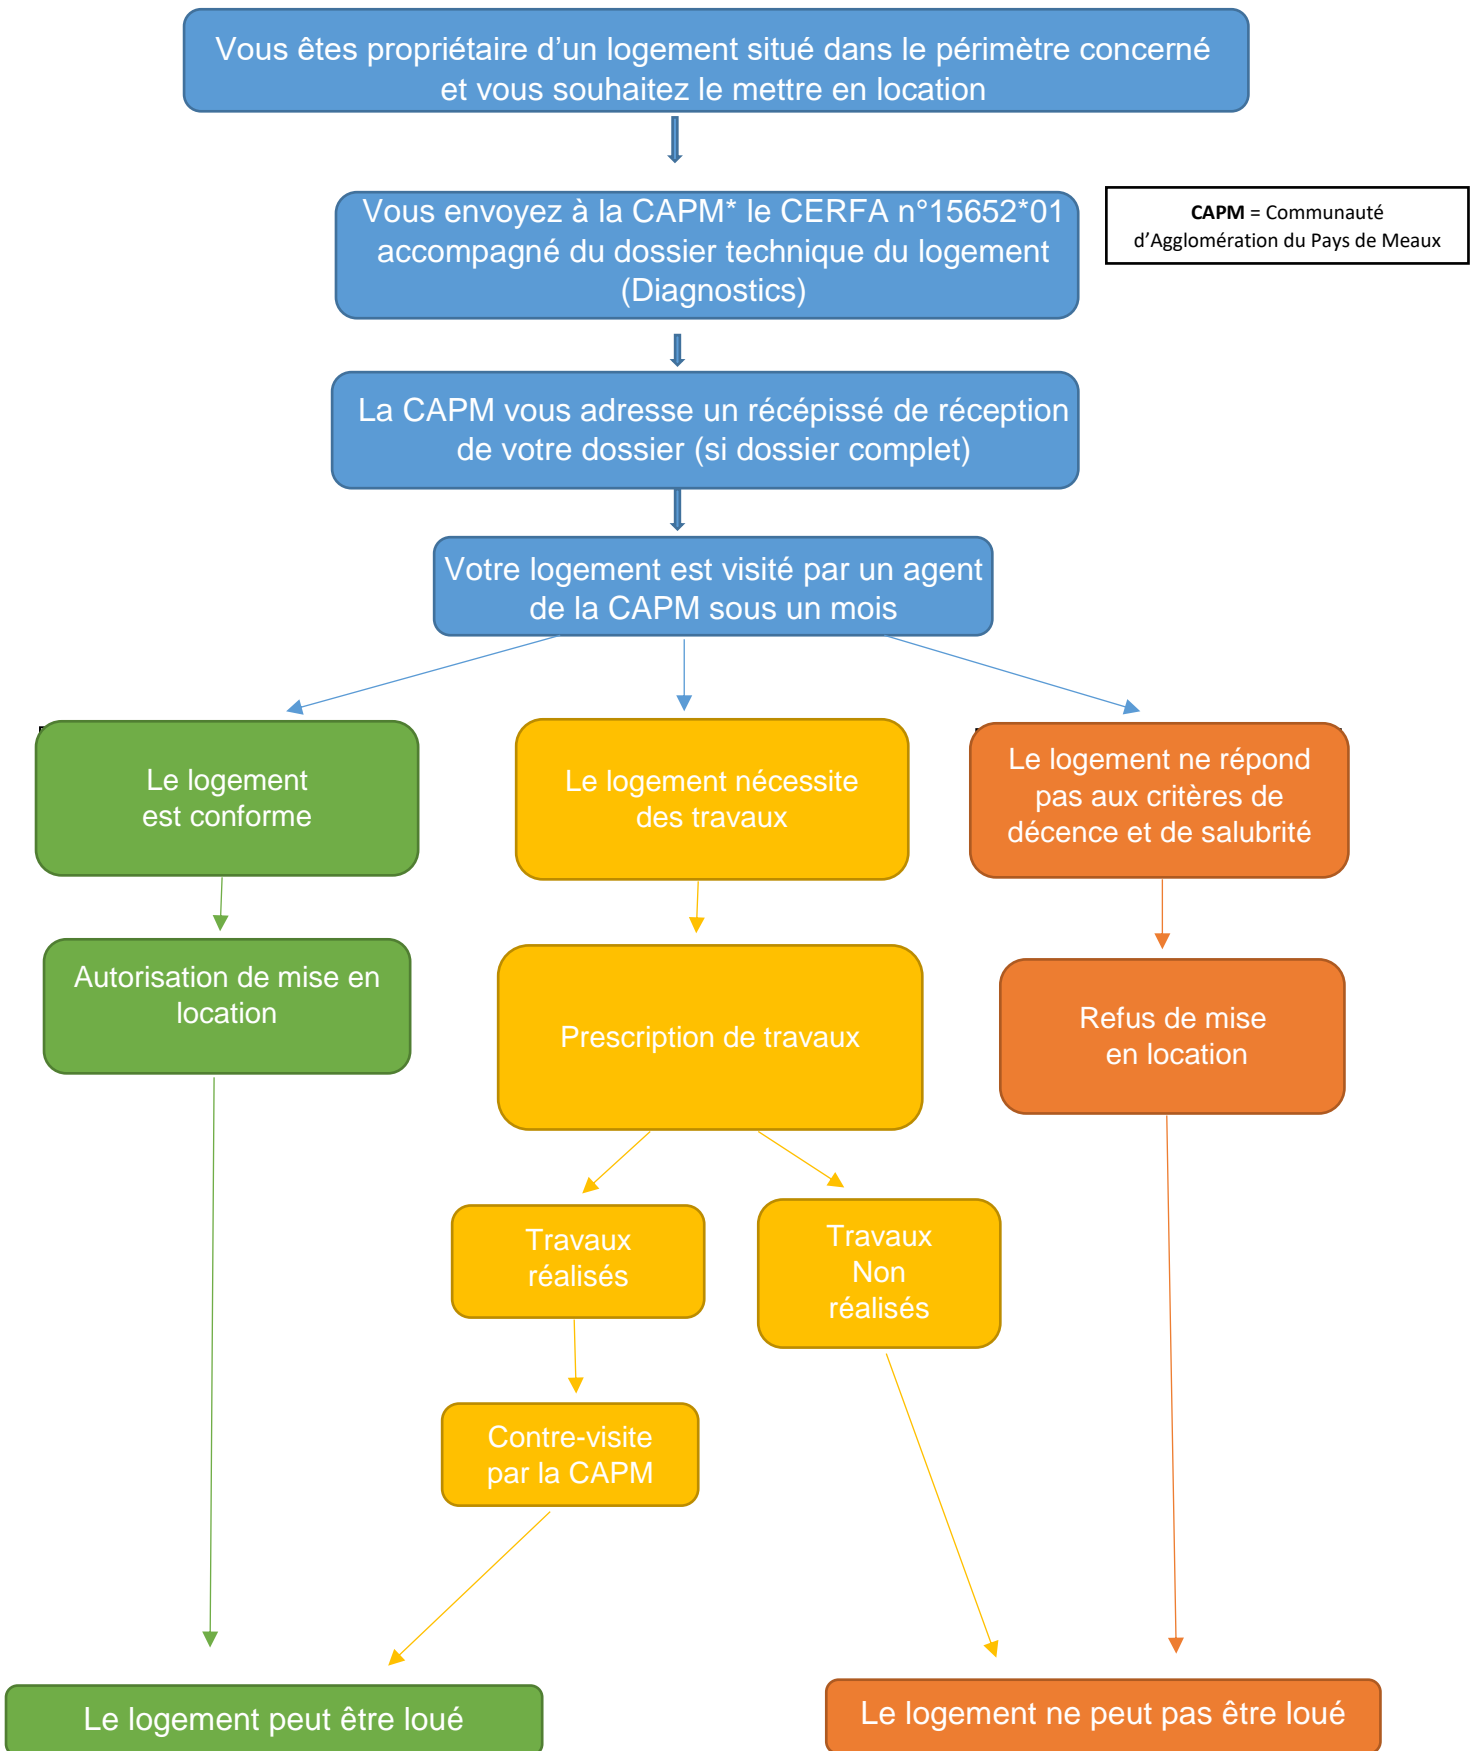 Vous êtes propriétaire d’un logement situé dans le périmètre concerné
et vous souhaitez le mettre en location
Vous envoyez à la CAPM* le CERFA n°15652*01
accompagné du dossier technique du logement
(Diagnostics)
CAPM = Communauté
d’Agglomération du Pays de Meaux
La CAPM vous adresse un récépissé de réception
de votre dossier (si dossier complet)
Votre logement est visité par un agent
de la CAPM sous un mois
Le logement
est conforme
Le logement nécessite
des travaux
Le logement ne répond
pas aux critères de
décence et de salubrité
Autorisation de mise en
location
Prescription de travaux
Refus de mise
en location
Travaux
réalisés
Travaux
Non
réalisés
Contre-visite
par la CAPM
Le logement peut être loué
Le logement ne peut pas être loué